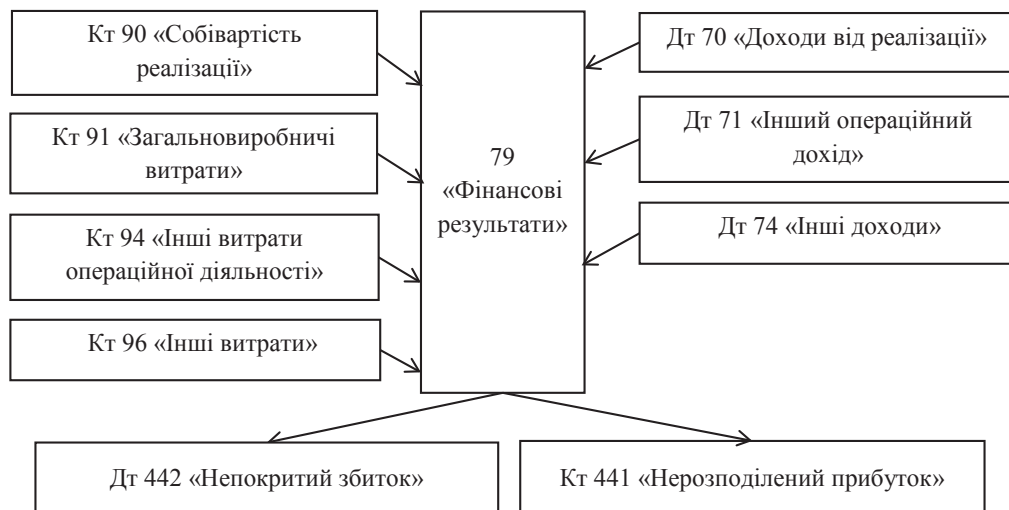 Кт 90 «Собівартість
реалізації»
Кт 91 «Загальновиробничі
витрати»
Кт 94 «Інші витрати
операційної діяльності»
Кт 96 «Інші витрати»
79
«Фінансові
результати»
Дт 70 «Доходи від реалізації»
Дт 71 «Інший операційний
дохід»
Дт 74 «Інші доходи»
Дт 442 «Непокритий збиток»
Кт 441 «Нерозподілений прибуток»